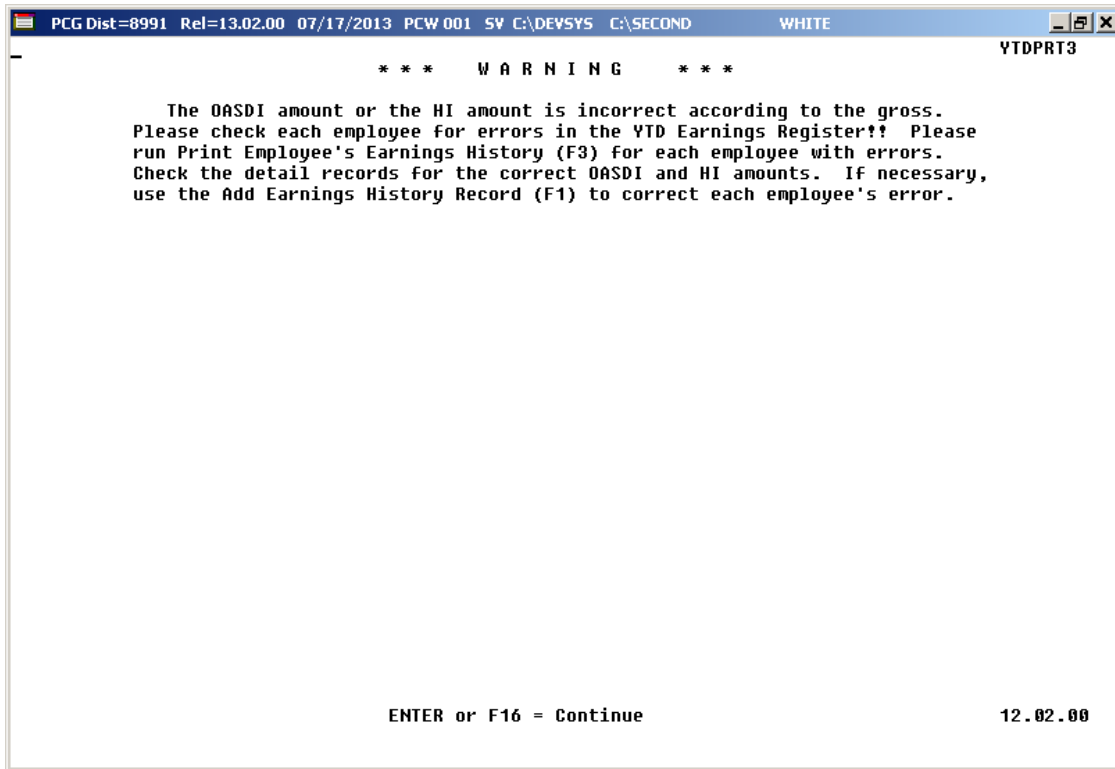 PCG Dist=8991 Rel=13.02.00 07/17/2013 PCW 001 SV C:\DEVSYS C:\SECOND WHITE
YTDPRT3
* * * W A R N I N G * * *
The OASDI amount or the HI amount is incorrect according to the gross.
Please check each employee for errors in the YTD Earnings Register!! Please
run Print Employee's Earnings History (F3) for each employee with errors.
Check the detail records for the correct OASDI and HI amounts. If necessary,
use the Add Earnings History Record (F1) to correct each employee's error.
ENTER or F16 = Continue 12.02.00